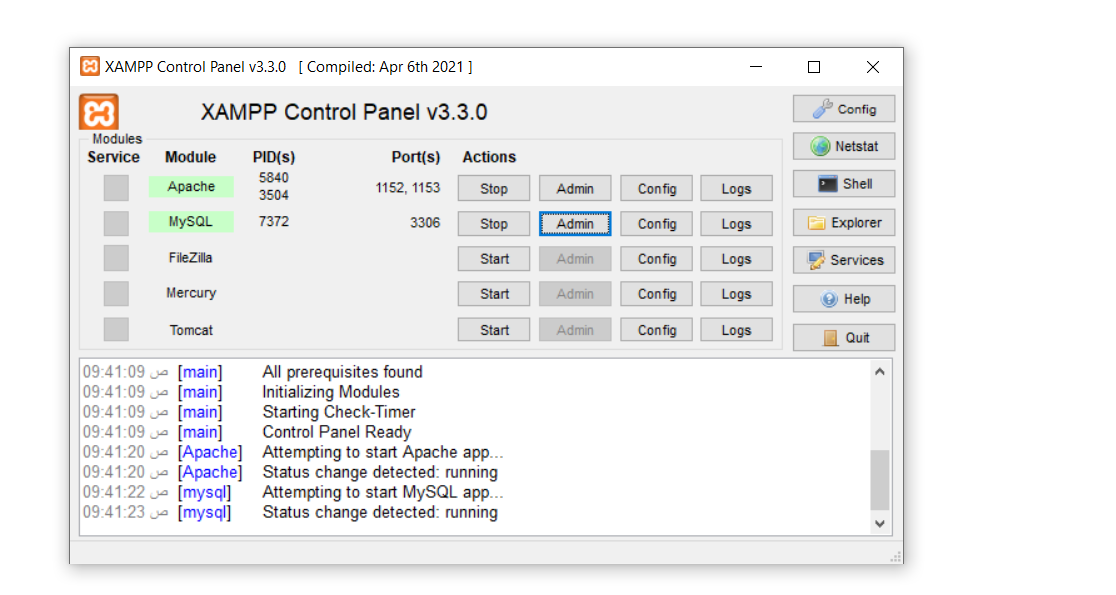 XAMPP Control Panel v3.3.0 [ Compiled: Apr 6th 2021 ]
XAMPP Control Panel v3.3.0
Config
Modules
Netstat
Service Module PID(s) Port(s) Actions
Apache 5840 3504 1152, 1153 Stop Admin Config Logs
Shell
MySQL 7372 3306 Stop Admin Config Logs
Explorer
FileZilla Start Admin Config Logs
Services
Mercury Start Admin Config Logs
Help
Tomcat Start Admin Config Logs
Quit
09:41:09 ص [main] All prerequisites found
09:41:09 ص [main] Initializing Modules
09:41:09 ص [main] Starting Check-Timer
09:41:09 ص [main] Control Panel Ready
09:41:20 ص [Apache] Attempting to start Apache app...
09:41:20 ص [Apache] Status change detected: running
09:41:22 ص [mysql] Attempting to start MySQL app...
09:41:23 ص [mysql] Status change detected: running